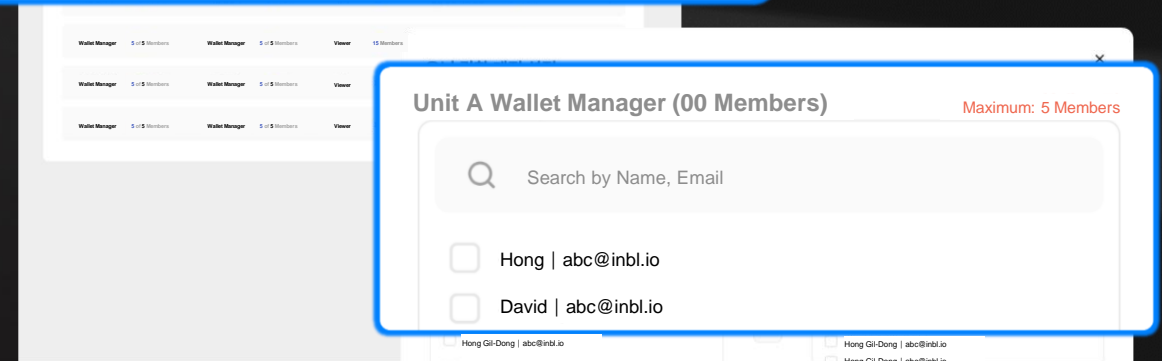 Wallet Manager 5 of 5 Members Wallet Manager 5 of 5 Members Viewer 15 Members
Wallet Manager 5 of 5 Members Wallet Manager 5 of 5 Members Viewer
Wallet Manager 5 of 5 Members Wallet Manager 5 of 5 Members Viewer
Unit A Wallet Manager (00 Members) Maximum: 5 Members
Search by Name, Email
Hong | abc@inbl.io
David | abc@inbl.io
Hong Gil-Dong | abc@inbl.io Hong Gil-Dong | abc@inbl.io